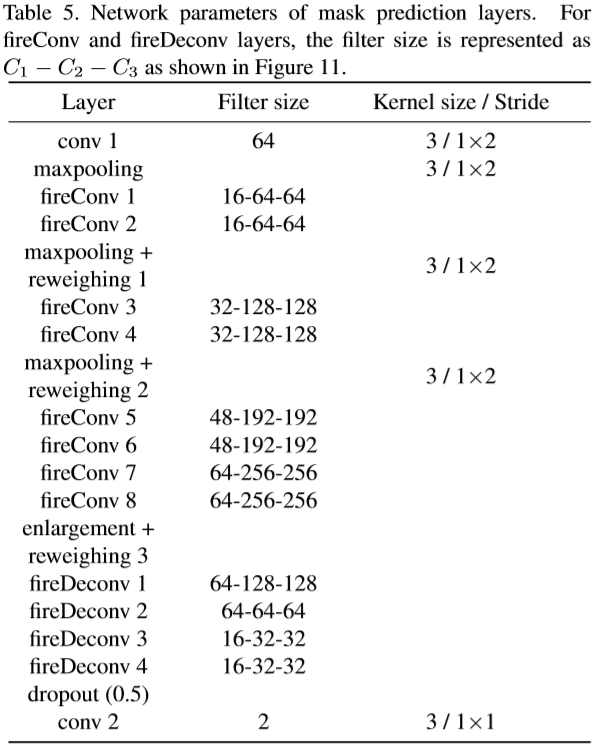 Table 5. Network parameters of mask prediction layers. For
fireConv and fireDeconv layers, the filter size is represented as
C₁ − C₂ − C₃ as shown in Figure 11.
Layer Filter size Kernel size / Stride
conv 1 64 3 / 1×2
maxpooling 3 / 1×2
fireConv 1 16-64-64
fireConv 2 16-64-64
maxpooling +
reweighing 1 3 / 1×2
fireConv 3 32-128-128
fireConv 4 32-128-128
maxpooling +
reweighing 2 3 / 1×2
fireConv 5 48-192-192
fireConv 6 48-192-192
fireConv 7 64-256-256
fireConv 8 64-256-256
enlargement +
reweighing 3
fireDeconv 1 64-128-128
fireDeconv 2 64-64-64
fireDeconv 3 16-32-32
fireDeconv 4 16-32-32
dropout (0.5)
conv 2 2 3 / 1×1